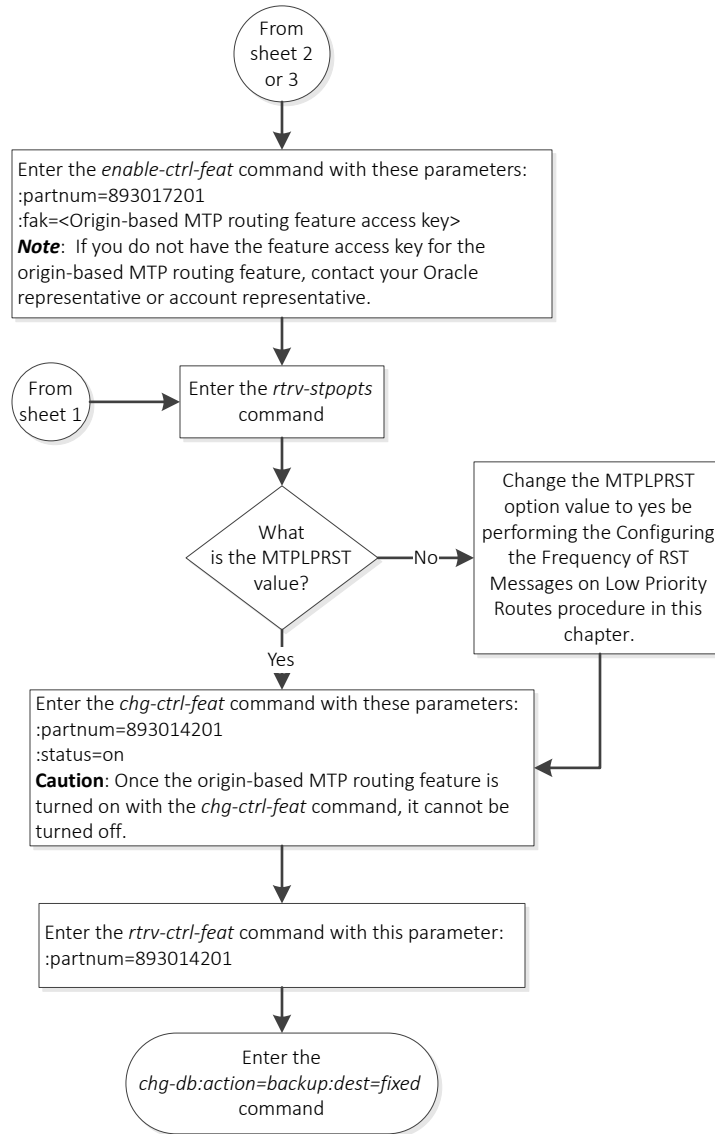 From
sheet 2
or 3
Enter the enable-ctrl-feat command with these parameters:
:partnum=893017201
:fak=<Origin-based MTP routing feature access key>
Note:  If you do not have the feature access key for the
origin-based MTP routing feature, contact your Oracle
representative or account representative.
From
sheet 1
Enter the rtrv-stpopts
command
What
is the MTPLPRST
value?
No
Change the MTPLPRST
option value to yes be
performing the Configuring
the Frequency of RST
Messages on Low Priority
Routes procedure in this
chapter.
Yes
Enter the chg-ctrl-feat command with these parameters:
:partnum=893014201
:status=on
Caution: Once the origin-based MTP routing feature is
turned on with the chg-ctrl-feat command, it cannot be
turned off.
Enter the rtrv-ctrl-feat command with this parameter:
:partnum=893014201
Enter the
chg-db:action=backup:dest=fixed
command